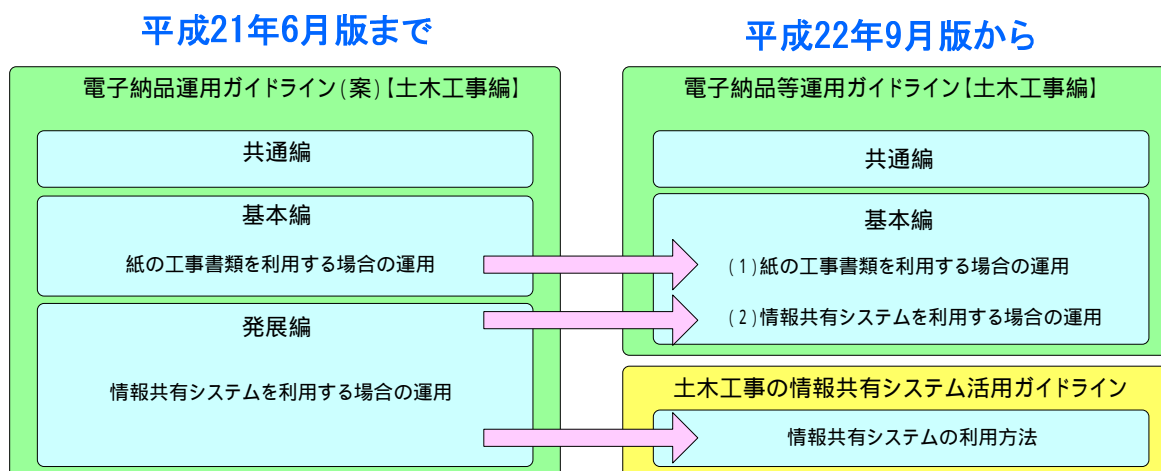 平成21年6月版まで
電子納品運用ガイドライン(案)【土木工事編】
共通編
基本編
紙の工事書類を利用する場合の運用
発展編
情報共有システムを利用する場合の運用
平成22年9月版から
電子納品等運用ガイドライン【土木工事編】
共通編
基本編
(1)紙の工事書類を利用する場合の運用
(2)情報共有システムを利用する場合の運用
土木工事の情報共有システム活用ガイドライン
情報共有システムの利用方法